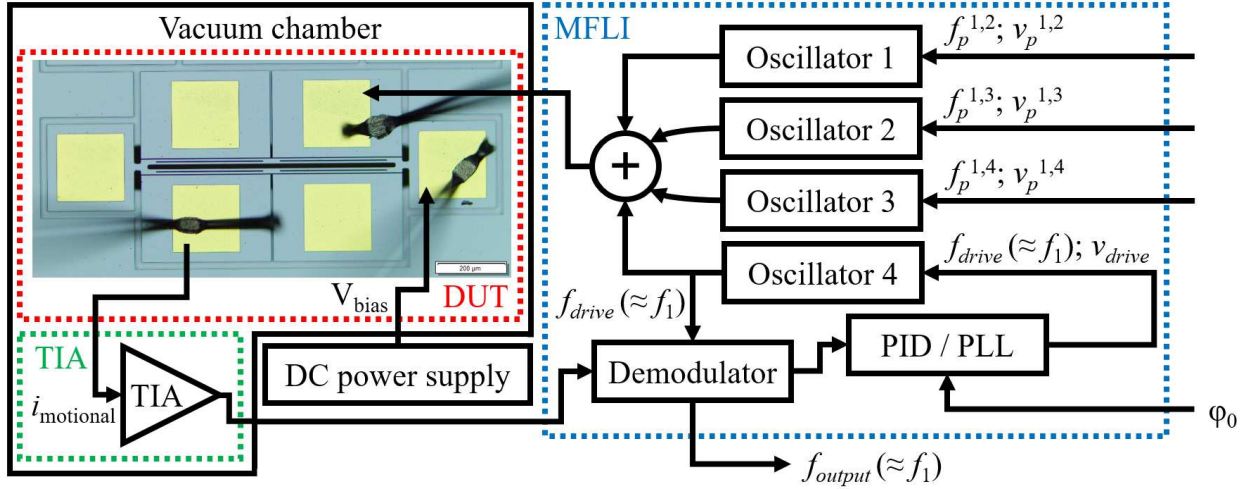 Vacuum chamber
MFLI
f_p^1,2; v_p^1,2
Oscillator 1
f_p^1,3; v_p^1,3
Oscillator 2
+
f_p^1,4; v_p^1,4
Oscillator 3
f_drive (≈ f_1); v_drive
Oscillator 4
200 µm
DUT
V_bias
f_drive (≈ f_1)
TIA
DC power supply
PID / PLL
Demodulator
TIA
i_motional
φ_0
f_output (≈ f_1)